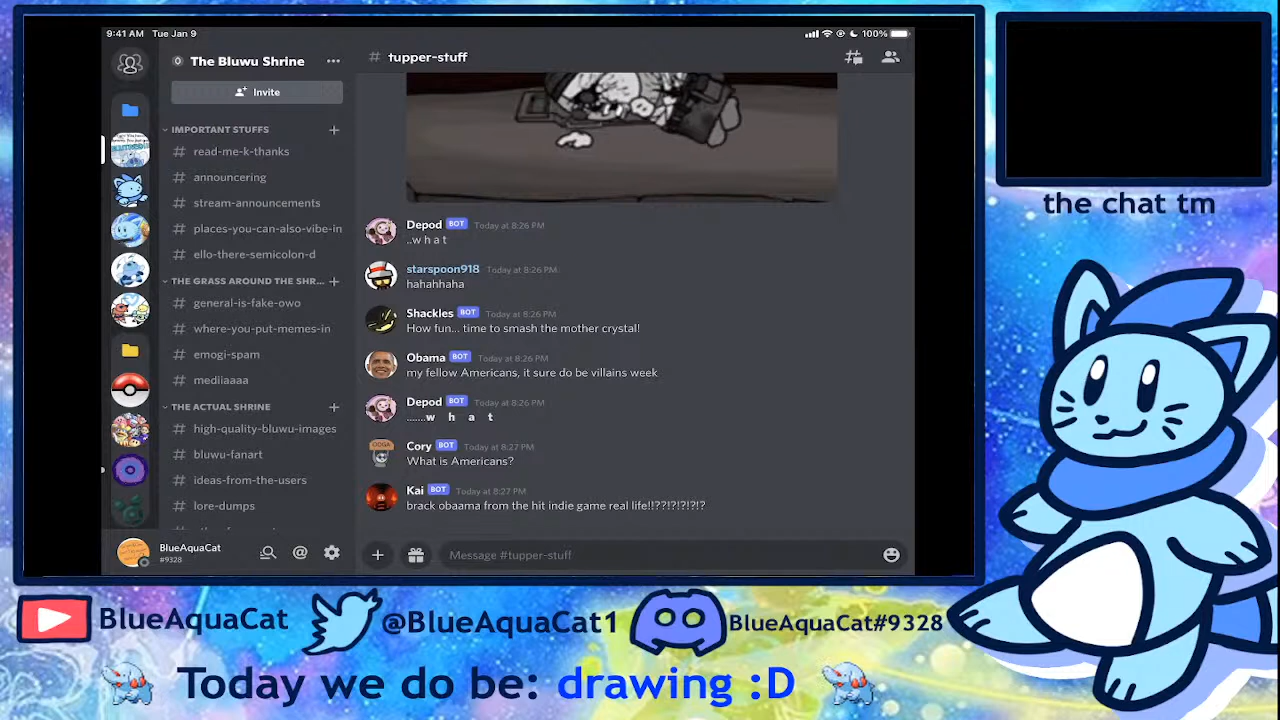 9:41 AM Tue Jan 9
100%
The Bluwu Shrine
Invite
IMPORTANT STUFFS
read-me-k-thanks
announcering
stream-announcements
places-you-can-also-vibe-in
ello-there-semicolon-d
THE GRASS AROUND THE SHR...
general-is-fake-owo
where-you-put-memes-in
emogi-spam
mediiaaaa
THE ACTUAL SHRINE
high-quality-bluwu-images
bluwu-fanart
ideas-from-the-users
lore-dumps
BlueAquaCat
#9328
# tupper-stuff
Depod BOT Today at 8:26 PM
..w h a t
starspoon918 Today at 8:26 PM
hahahhaha
Shackles BOT Today at 8:26 PM
How fun... time to smash the mother crystal!
Obama BOT Today at 8:26 PM
my fellow Americans, it sure do be villains week
Depod BOT Today at 8:26 PM
......w h a t
Cory BOT Today at 8:27 PM
What is Americans?
Kai BOT Today at 8:27 PM
brack obaama from the hit indie game real life!!??!?!?!?!?
Message #tupper-stuff
the chat tm
BlueAquaCat
@BlueAquaCat1
BlueAquaCat#9328
Today we do be: drawing :D